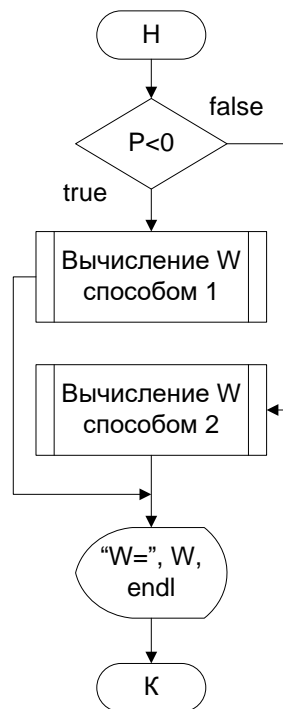 Н
false
P<0
true
Вычисление W
способом 1
Вычисление W
способом 2
“W=”, W,
endl
К